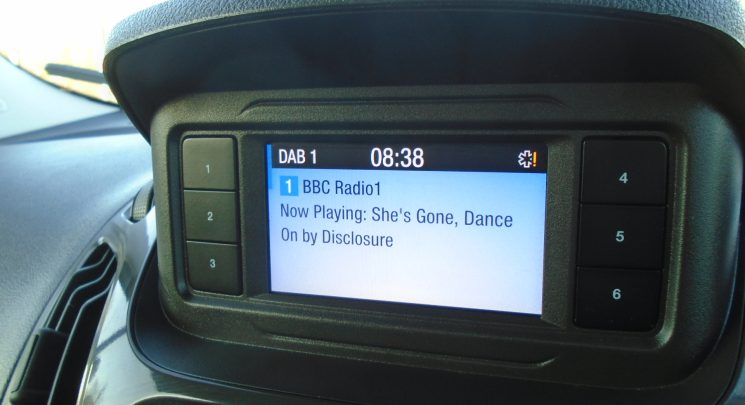 DAB 1 08:38 !
1 BBC Radio1
Now Playing: She's Gone, Dance
On by Disclosure
1
2
3
4
5
6